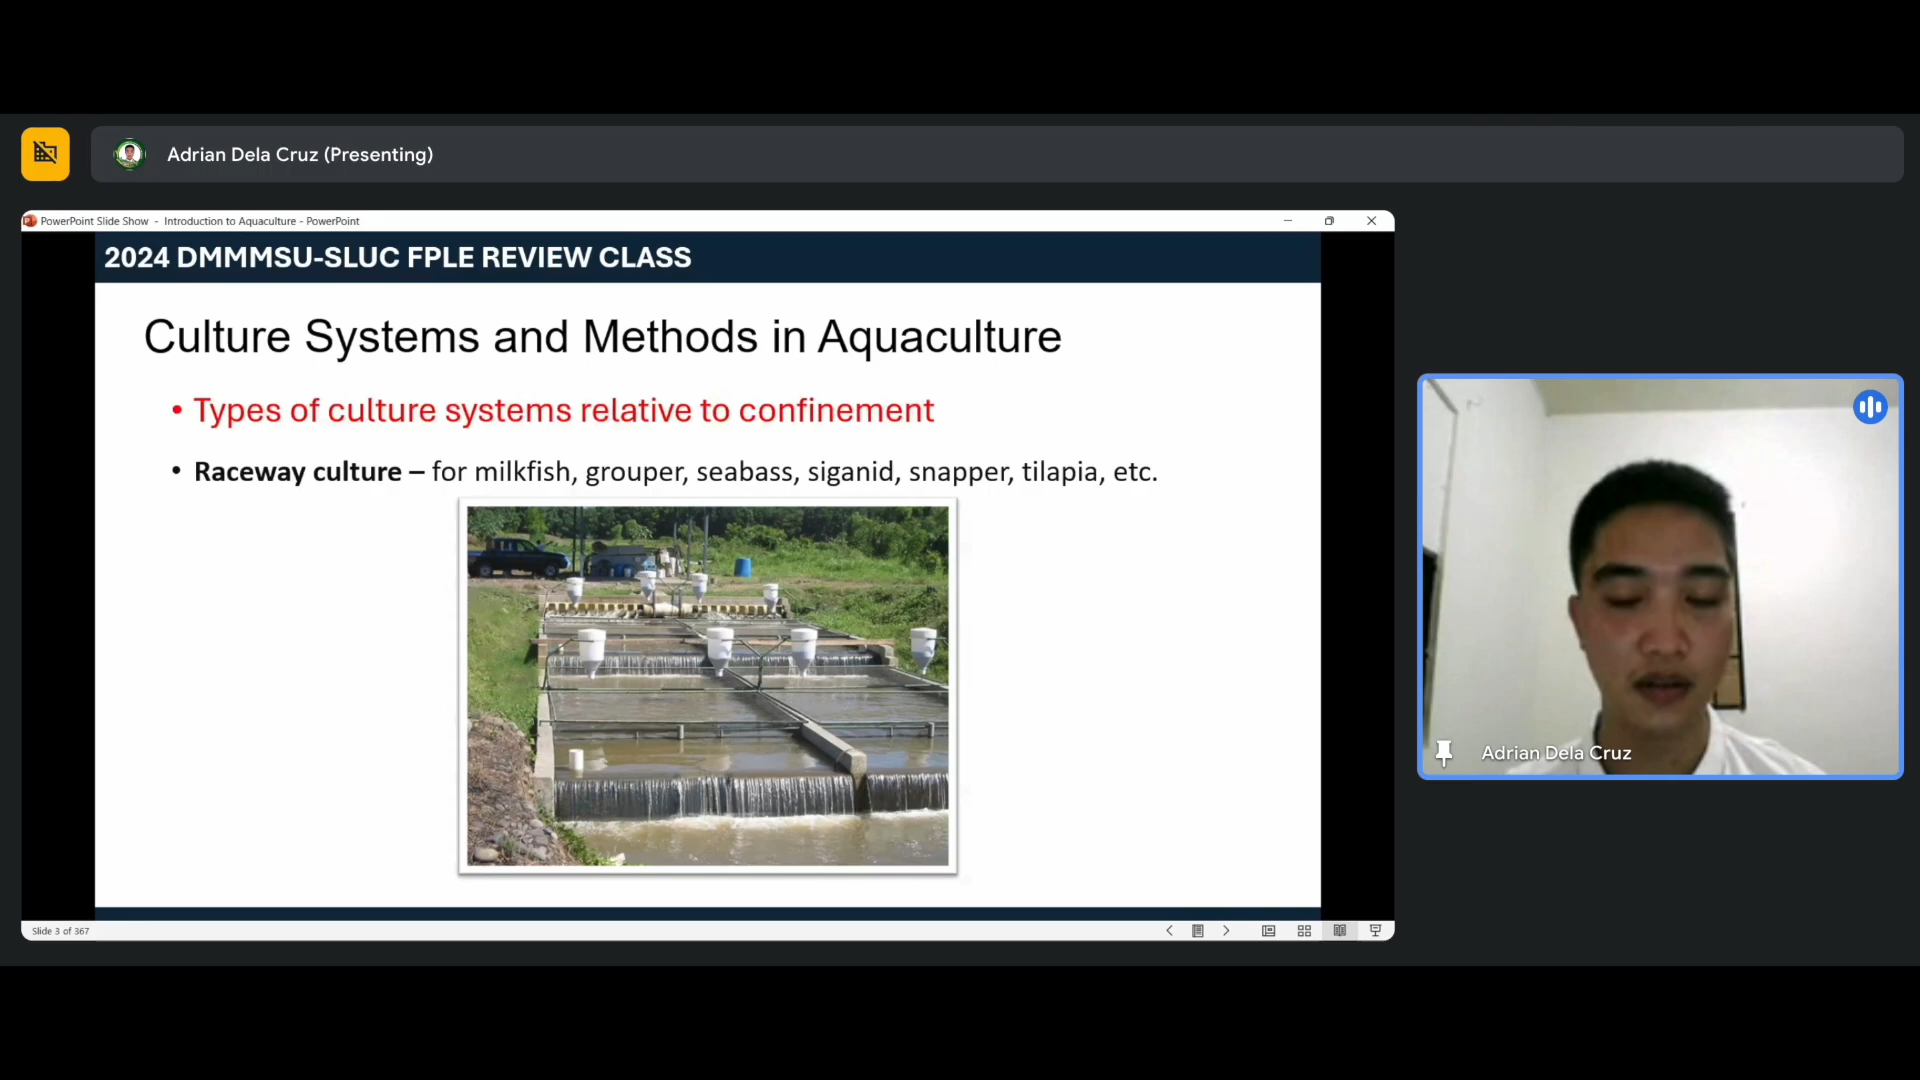 Adrian Dela Cruz (Presenting)
PowerPoint Slide Show - Introduction to Aquaculture - PowerPoint
2024 DMMMSU-SLUC FPLE REVIEW CLASS
Culture Systems and Methods in Aquaculture
• Types of culture systems relative to confinement
• Raceway culture – for milkfish, grouper, seabass, siganid, snapper, tilapia, etc.
Adrian Dela Cruz
Slide 3 of 367